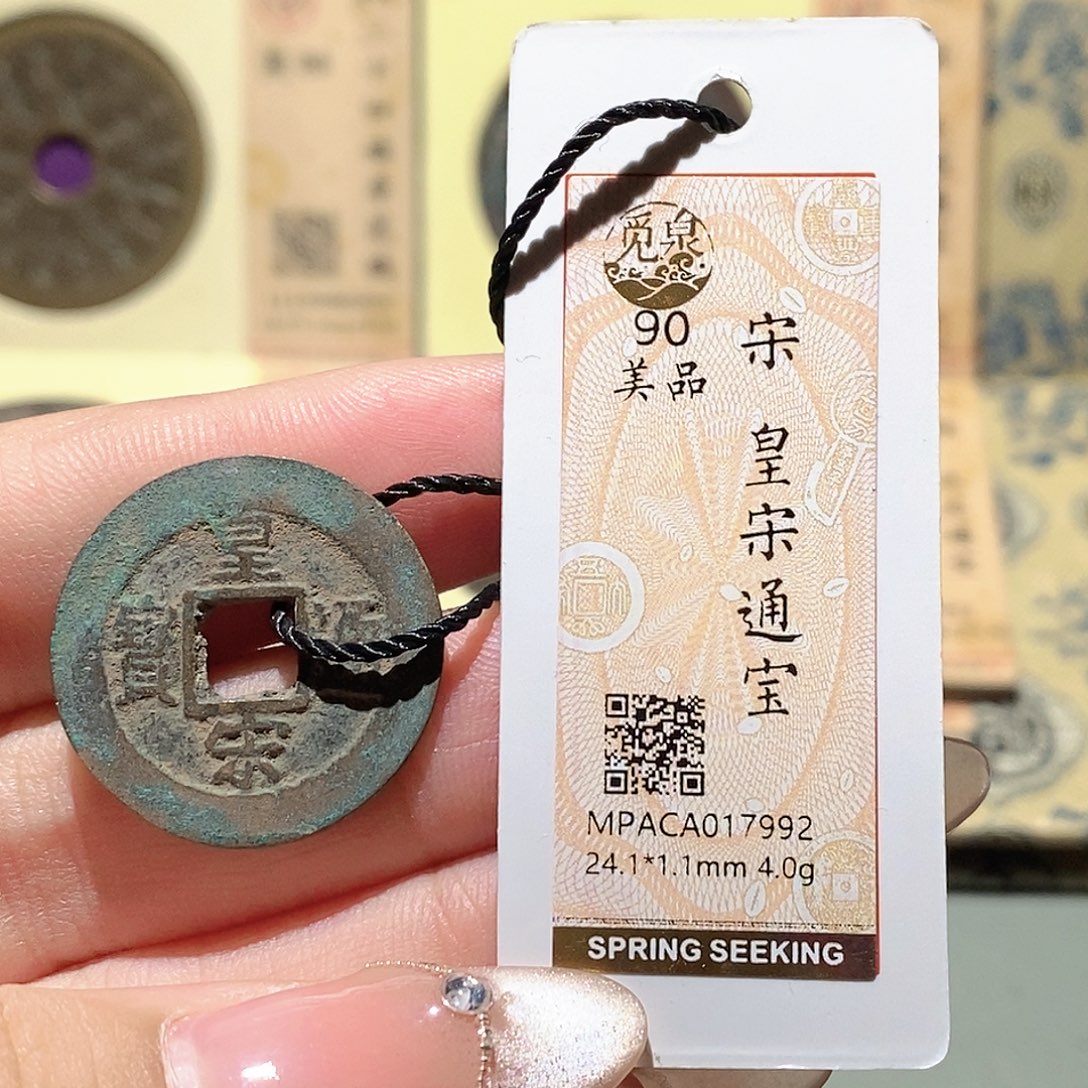 觅泉
90
美品
宋 皇宋通宝
MPACA017992
24.1*1.1mm 4.0g
SPRING SEEKING
皇
宋
寶